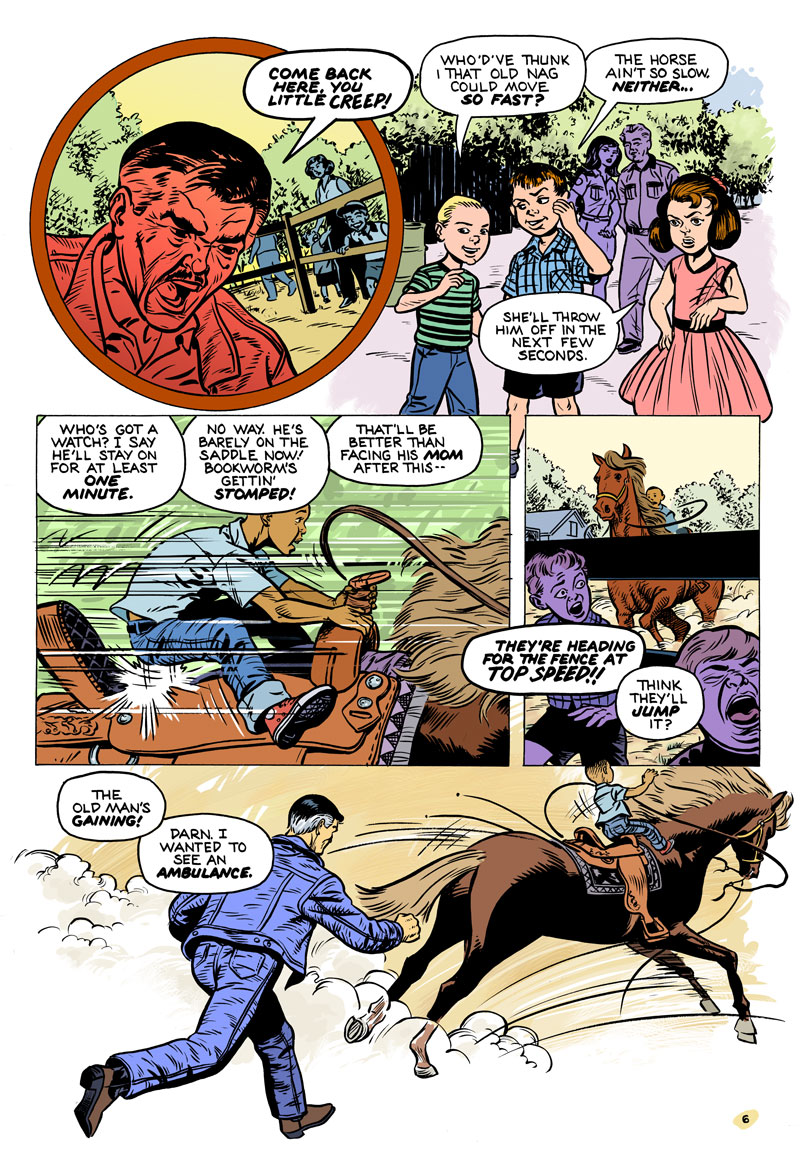 COME BACK
HERE, YOU
LITTLE CREEP!
WHO'D'VE THUNK
THAT OLD NAG
COULD MOVE
SO FAST?
THE HORSE
AIN'T SO SLOW,
NEITHER...
SHE'LL THROW
HIM OFF IN THE
NEXT FEW
SECONDS.
WHO'S GOT A
WATCH? I SAY
HE'LL STAY ON
FOR AT LEAST
ONE
MINUTE.
NO WAY. HE'S
BARELY ON THE
SADDLE NOW!
BOOKWORM'S
GETTIN'
STOMPED!
THAT'LL BE
BETTER THAN
FACING HIS MOM
AFTER THIS--
THEY'RE HEADING
FOR THE FENCE AT
TOP SPEED!!
THINK
THEY'LL
JUMP
IT?
THE
OLD MAN'S
GAINING!
DARN. I
WANTED TO
SEE AN
AMBULANCE.
6